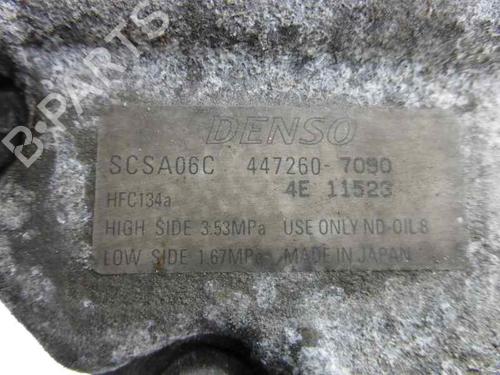 DENSO
SCSA06C 447260-7090
4E 11523
HFC134a
HIGH SIDE 3.53MPa USE ONLY ND-OIL8
LOW SIDE 1.67MPa MADE IN JAPAN